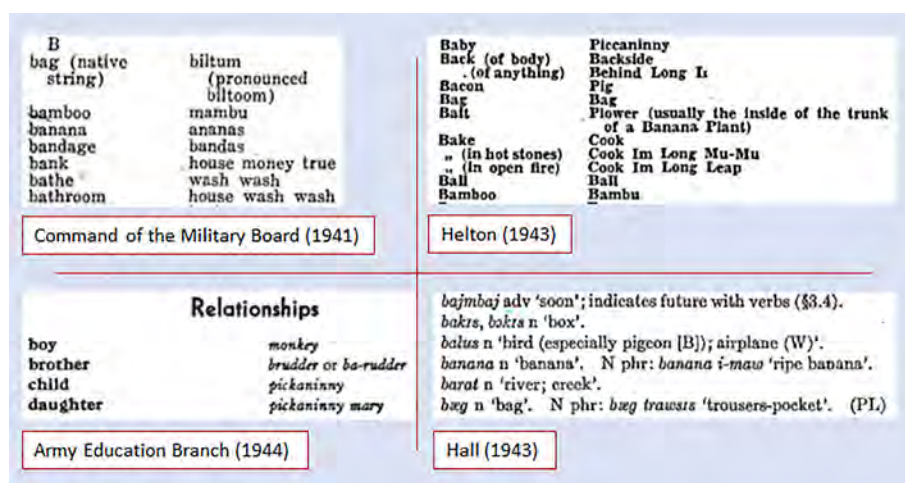 B
bag (native biltum
string) (pronounced
biltoom)
bamboo mambu
banana ananas
bandage bandas
bank house money true
bathe wash wash
bathroom house wash wash
Command of the Military Board (1941)
Baby Piccaninny
Back (of body) Backside
. (of anything) Behind Long Is
Bacon Pig
Bag Bag
Bait Plower (usually the inside of the trunk
of a Banana Plant)
Bake Cook
„ (in hot stones) Cook Im Long Mu-Mu
„ (in open fire) Cook Im Long Leap
Ball Ball
Bamboo Bambu
Helton (1943)
Relationships
boy monkey
brother brudder or ba-rudder
child pickaninny
daughter pickaninny mary
Army Education Branch (1944)
bajmbaj adv 'soon'; indicates future with verbs (§3.4).
bakıs, bɔkıs n 'box'.
balus n 'bird (especially pigeon [B]); airplane (W)'.
banana n 'banana'. N phr: banana i-maw 'ripe banana'.
barat n 'river; creek'.
bæg n 'bag'. N phr: bæg trawsıs 'trousers-pocket'. (PL)
Hall (1943)